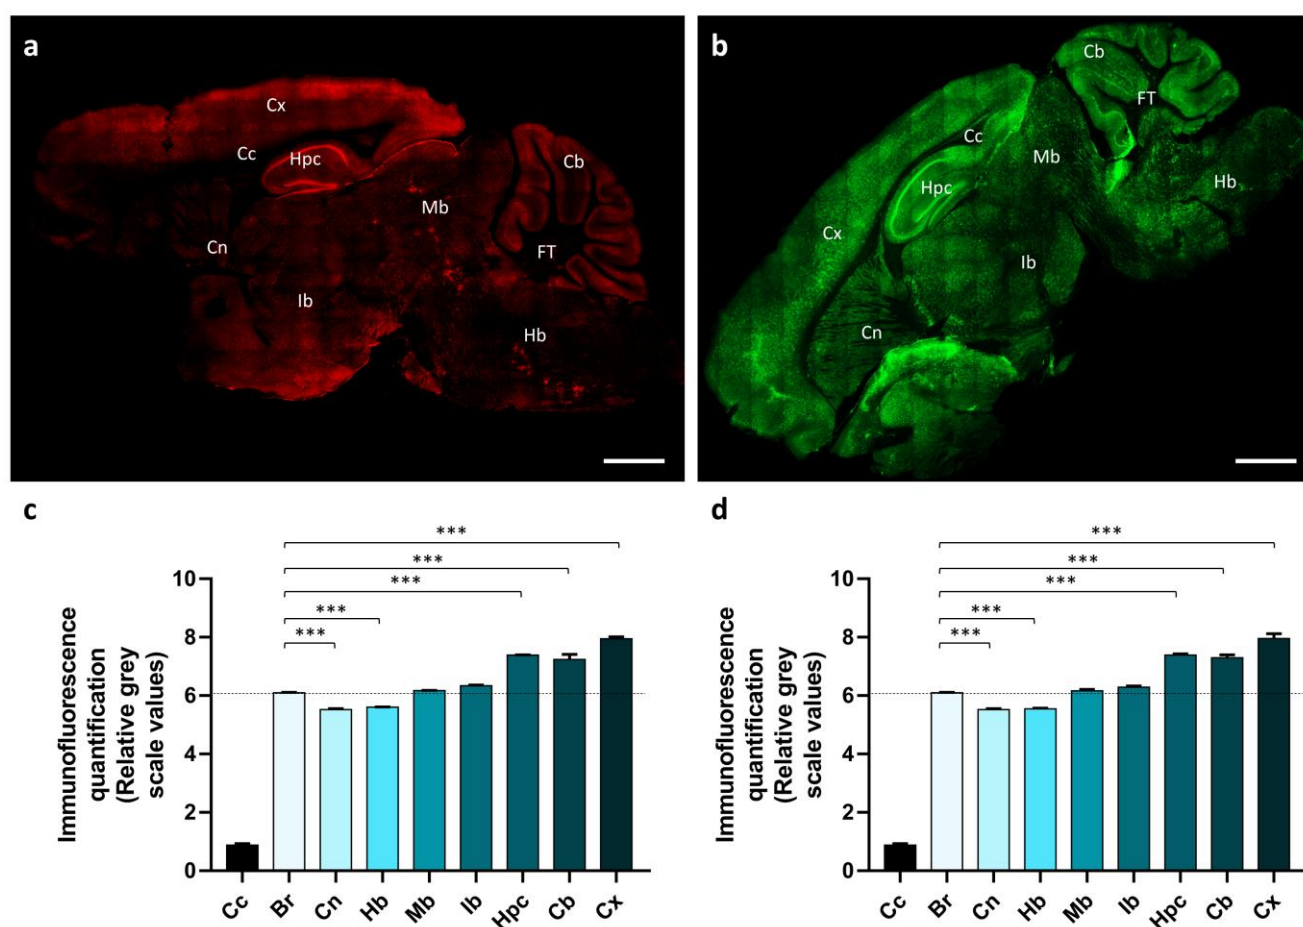 a
Cx
Cc
Hpc
Cb
Mb
Cn
FT
Ib
Hb
b
Cb
FT
Cc
Mb
Hpc
Hb
Cx
Ib
Cn
c
***
***
***
***
***
Immunofluorescence
quantification
(Relative grey
scale values)
10
8
6
4
2
0
Cc Br Cn Hb Mb Ib Hpc Cb Cx
d
***
***
***
***
***
Immunofluorescence
quantification
(Relative grey
scale values)
10
8
6
4
2
0
Cc Br Cn Hb Mb Ib Hpc Cb Cx